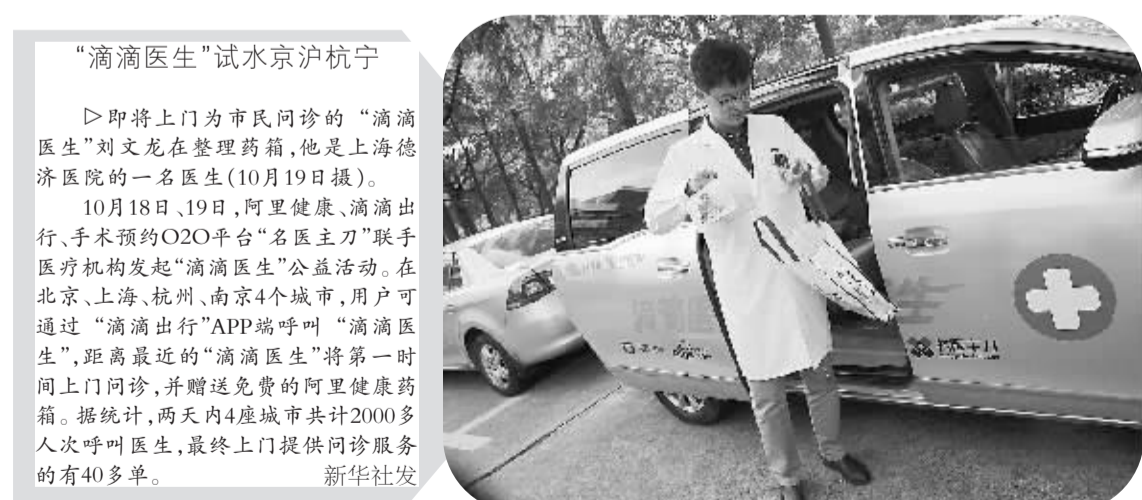 “滴滴医生”试水京沪杭宁
▷即将上门为市民问诊的 “滴滴
医生”刘文龙在整理药箱,他是上海德
济医院的一名医生(10月19日摄)。
10月18日、19日,阿里健康、滴滴出
行、手术预约O2O平台“名医主刀”联手
医疗机构发起“滴滴医生”公益活动。在
北京、上海、杭州、南京4个城市,用户可
通过 “滴滴出行”APP端呼叫 “滴滴医
生”,距离最近的“滴滴医生”将第一时
间上门问诊,并赠送免费的阿里健康药
箱。据统计,两天内4座城市共计2000多
人次呼叫医生,最终上门提供问诊服务
的有40多单。 新华社发